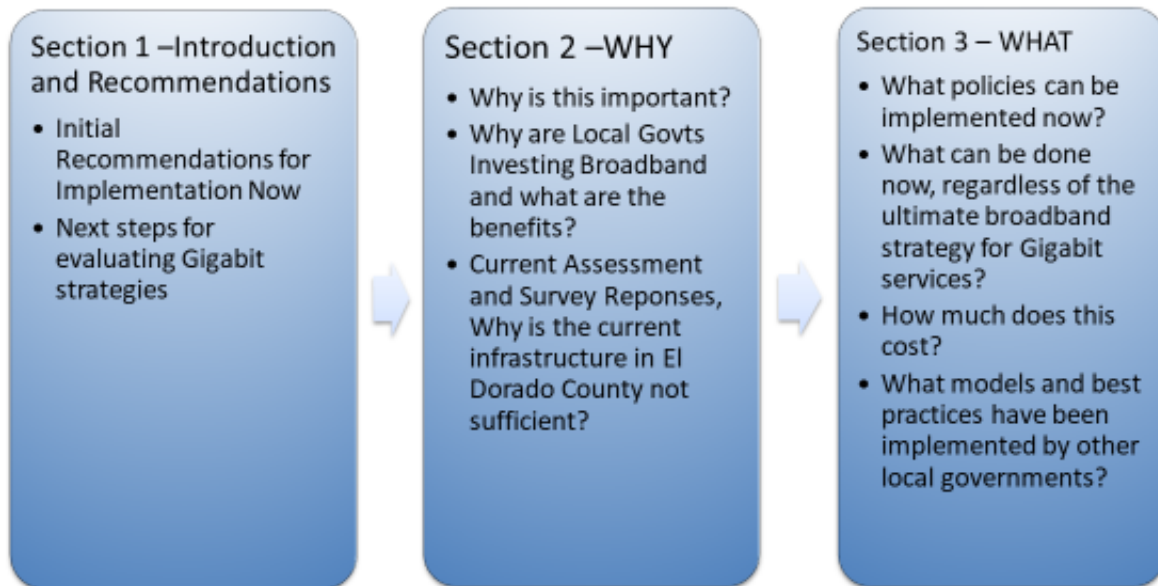 Section 1 –Introduction
and Recommendations
• Initial
Recommendations for
Implementation Now
• Next steps for
evaluating Gigabit
strategies
Section 2 –WHY
• Why is this important?
• Why are Local Govts
Investing Broadband
and what are the
benefits?
• Current Assessment
and Survey Reponses,
Why is the current
infrastructure in El
Dorado County not
sufficient?
Section 3 – WHAT
• What policies can be
implemented now?
• What can be done
now, regardless of the
ultimate broadband
strategy for Gigabit
services?
• How much does this
cost?
• What models and best
practices have been
implemented by other
local governments?